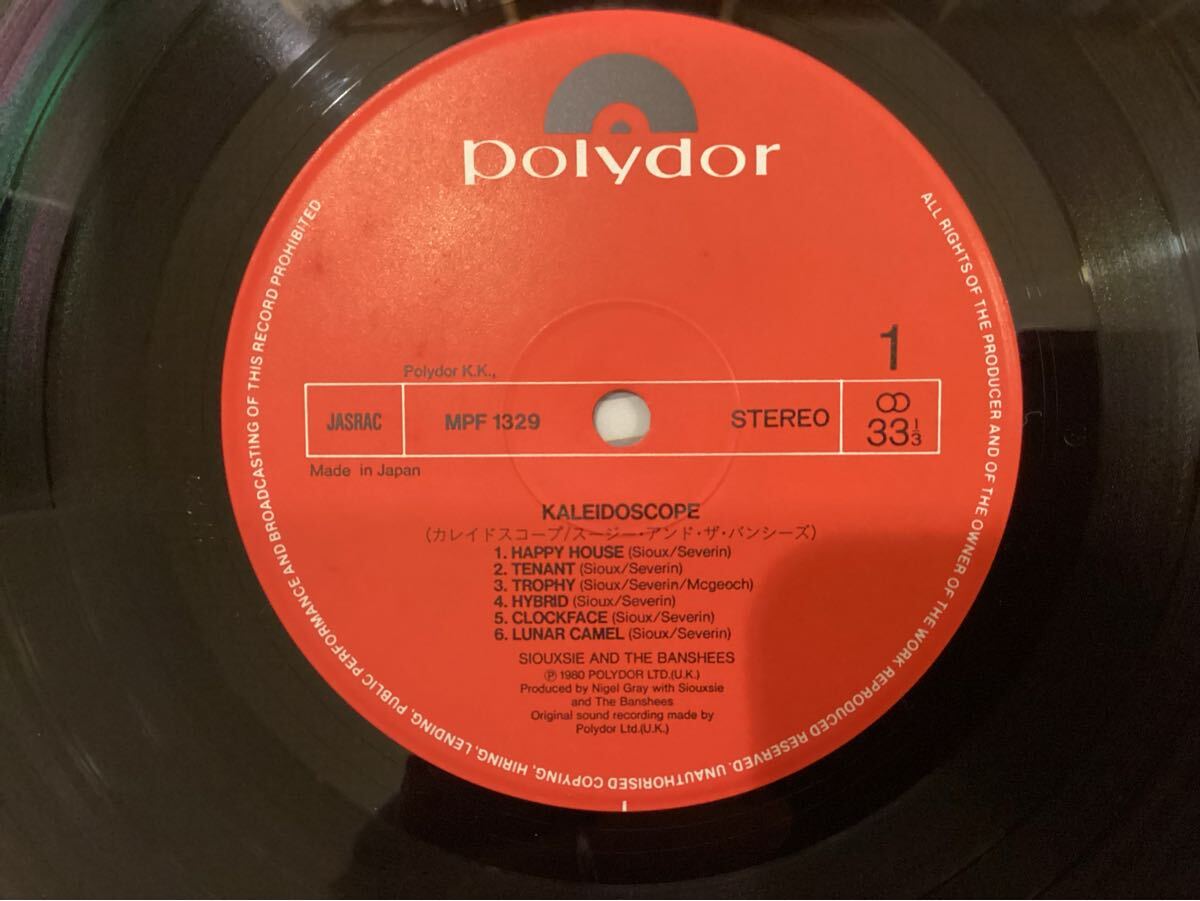 polydor
ALL RIGHTS OF THE PRODUCER AND OF THE OWNER OF THE WORK REPRODUCED RESERVED. UNAUTHORISED COPYING, HIRING, LENDING, PUBLIC PERFORMANCE AND BROADCASTING OF THIS RECORD PROHIBITED
1
Polydor K.K.,
JASRAC MPF 1329 STEREO 33 1/3
Made in Japan
KALEIDOSCOPE
(カレイドスコープ/スージー・アンド・ザ・バンシーズ)
1. HAPPY HOUSE (Sioux/Severin)
2. TENANT (Sioux/Severin)
3. TROPHY (Sioux/Severin/Mcgeoch)
4. HYBRID (Sioux/Severin)
5. CLOCKFACE (Sioux/Severin)
6. LUNAR CAMEL (Sioux/Severin)
SIOUXSIE AND THE BANSHEES
℗ 1980 POLYDOR LTD.(U.K.)
Produced by Nigel Gray with Siouxsie
and The Banshees
Original sound recording made by
Polydor Ltd.(U.K.)